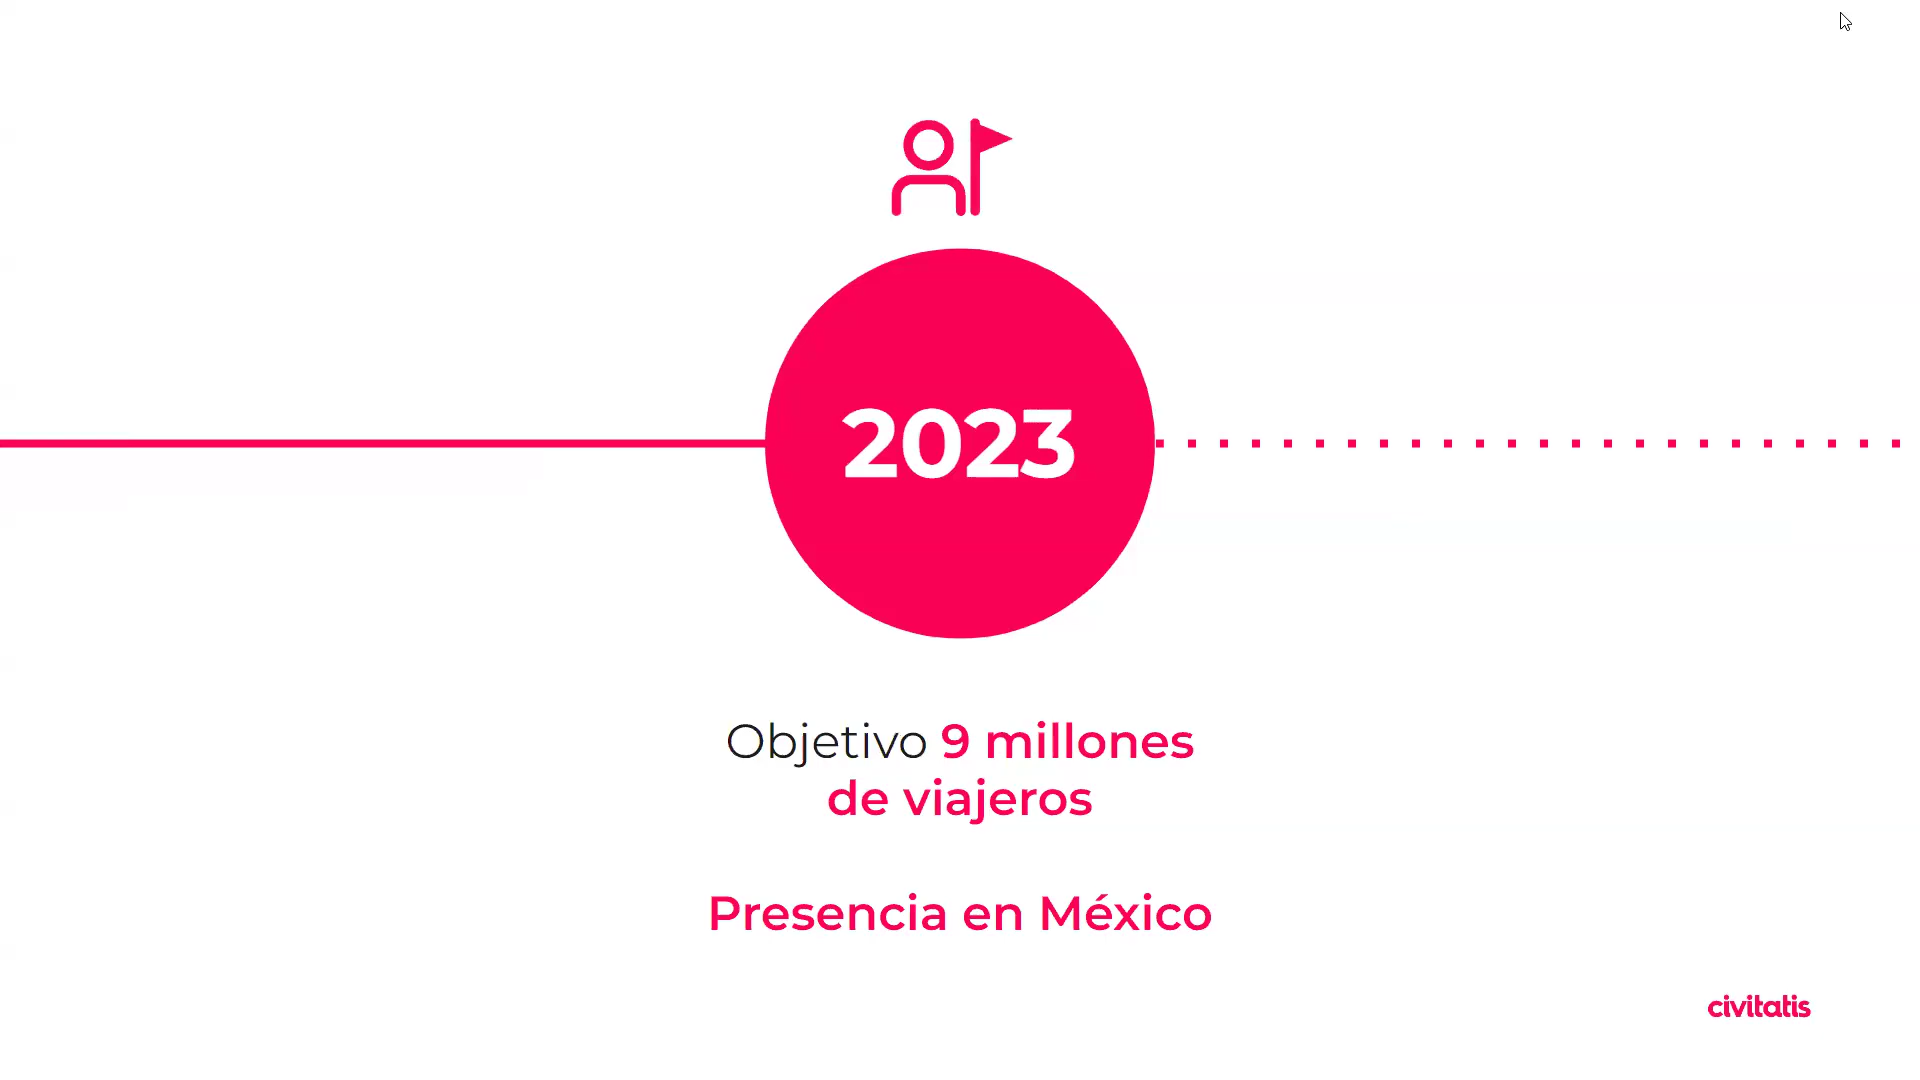 2023
Objetivo 9 millones
de viajeros
Presencia en México
civitatis